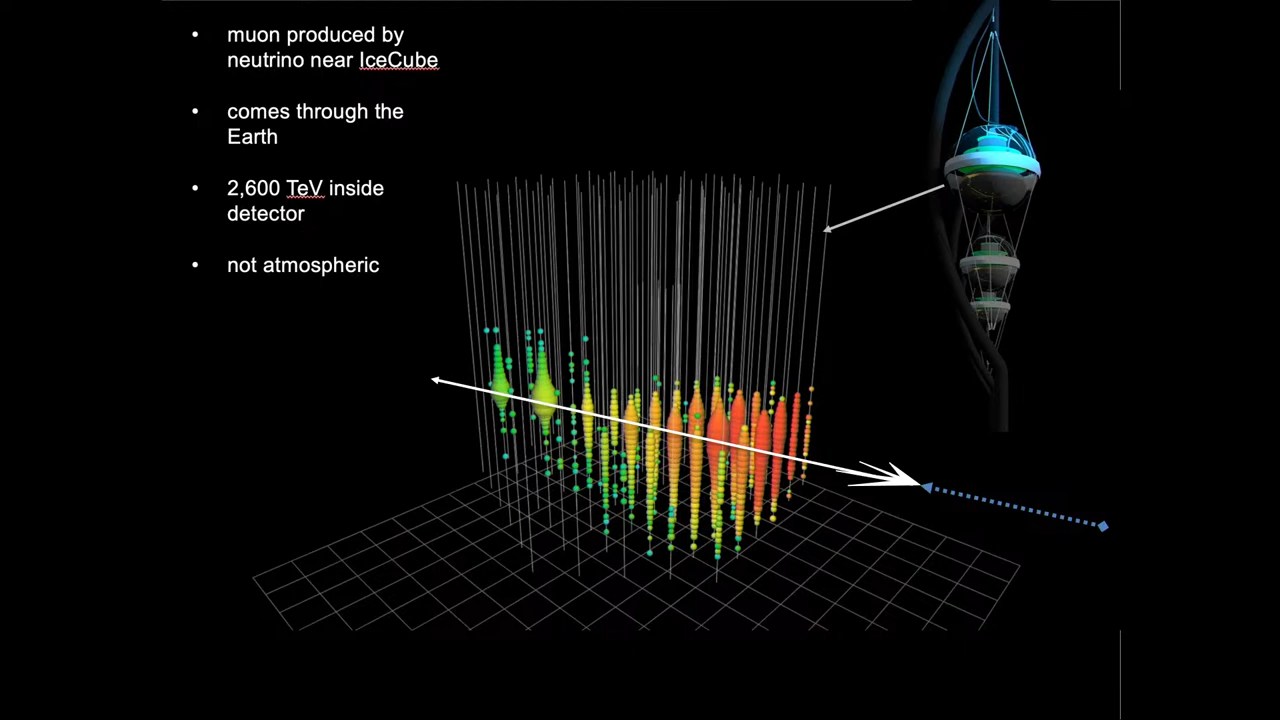 • muon produced by
neutrino near IceCube
• comes through the
Earth
• 2,600 TeV inside
detector
• not atmospheric